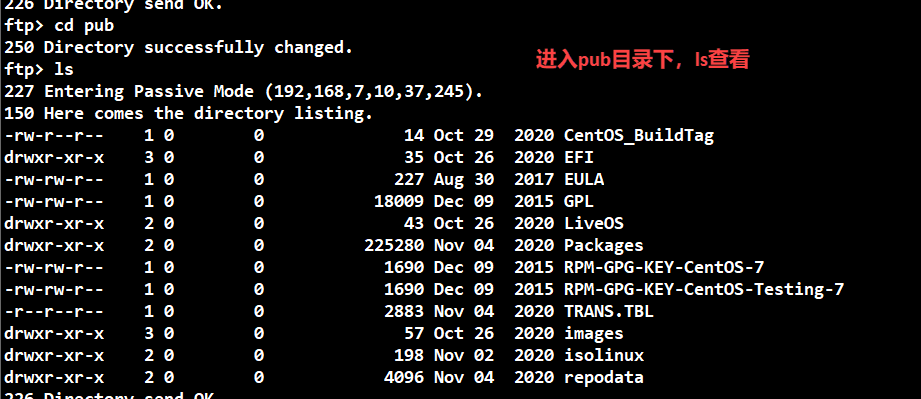 226 Directory send OK.
ftp> cd pub
250 Directory successfully changed.
ftp> ls
进入pub目录下，ls查看
227 Entering Passive Mode (192,168,7,10,37,245).
150 Here comes the directory listing.
-rw-r--r-- 1 0 0 14 Oct 29 2020 CentOS_BuildTag
drwxr-xr-x 3 0 0 35 Oct 26 2020 EFI
-rw-rw-r-- 1 0 0 227 Aug 30 2017 EULA
-rw-rw-r-- 1 0 0 18009 Dec 09 2015 GPL
drwxr-xr-x 2 0 0 43 Oct 26 2020 LiveOS
drwxr-xr-x 2 0 0 225280 Nov 04 2020 Packages
-rw-rw-r-- 1 0 0 1690 Dec 09 2015 RPM-GPG-KEY-CentOS-7
-rw-rw-r-- 1 0 0 1690 Dec 09 2015 RPM-GPG-KEY-CentOS-Testing-7
-r--r--r-- 1 0 0 2883 Nov 04 2020 TRANS.TBL
drwxr-xr-x 3 0 0 57 Oct 26 2020 images
drwxr-xr-x 2 0 0 198 Nov 02 2020 isolinux
drwxr-xr-x 2 0 0 4096 Nov 04 2020 repodata
226 Directory send OK